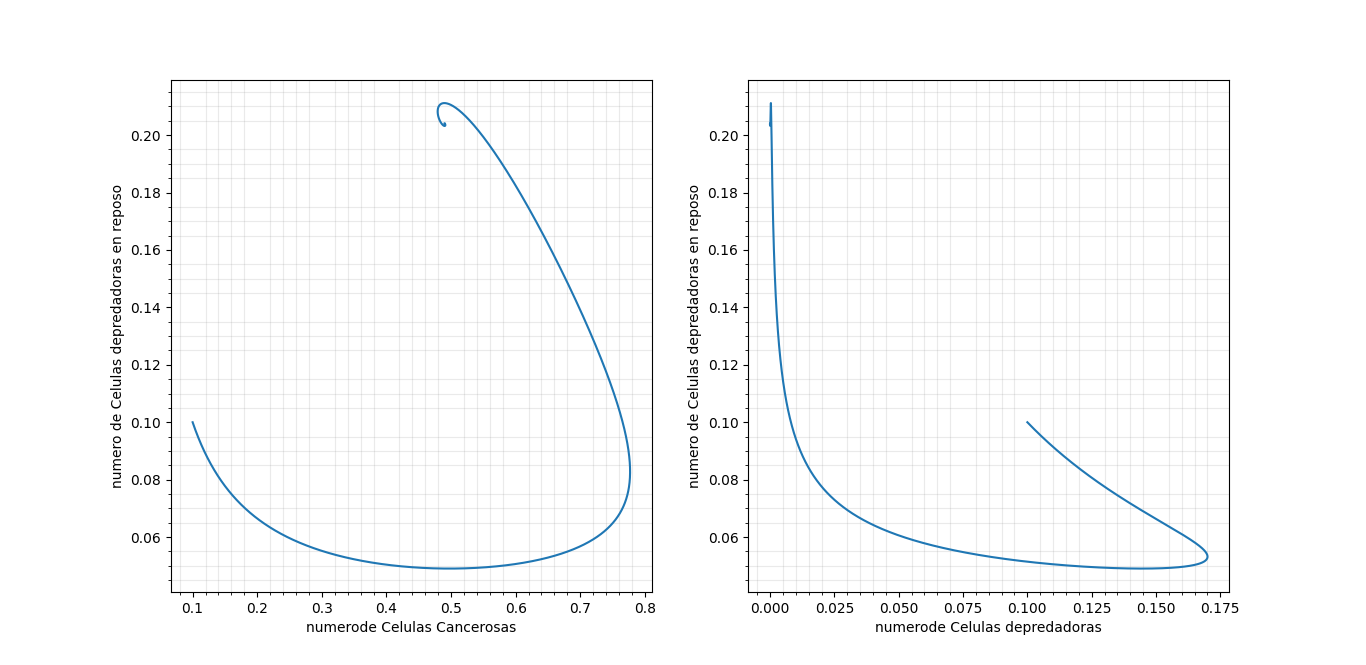 numero de Celulas depredadoras en reposo
0.20
0.18
0.16
0.14
0.12
0.10
0.08
0.06
0.1 0.2 0.3 0.4 0.5 0.6 0.7 0.8
numerode Celulas Cancerosas
numero de Celulas depredadoras en reposo
0.20
0.18
0.16
0.14
0.12
0.10
0.08
0.06
0.000 0.025 0.050 0.075 0.100 0.125 0.150 0.175
numerode Celulas depredadoras